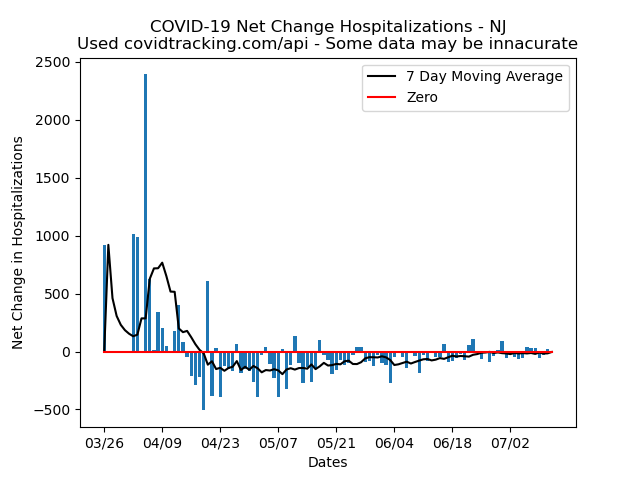 COVID-19 Net Change Hospitalizations - NJ
Used covidtracking.com/api - Some data may be innacurate
7 Day Moving Average
Zero
Net Change in Hospitalizations
2500
2000
1500
1000
500
0
−500
03/26 04/09 04/23 05/07 05/21 06/04 06/18 07/02
Dates